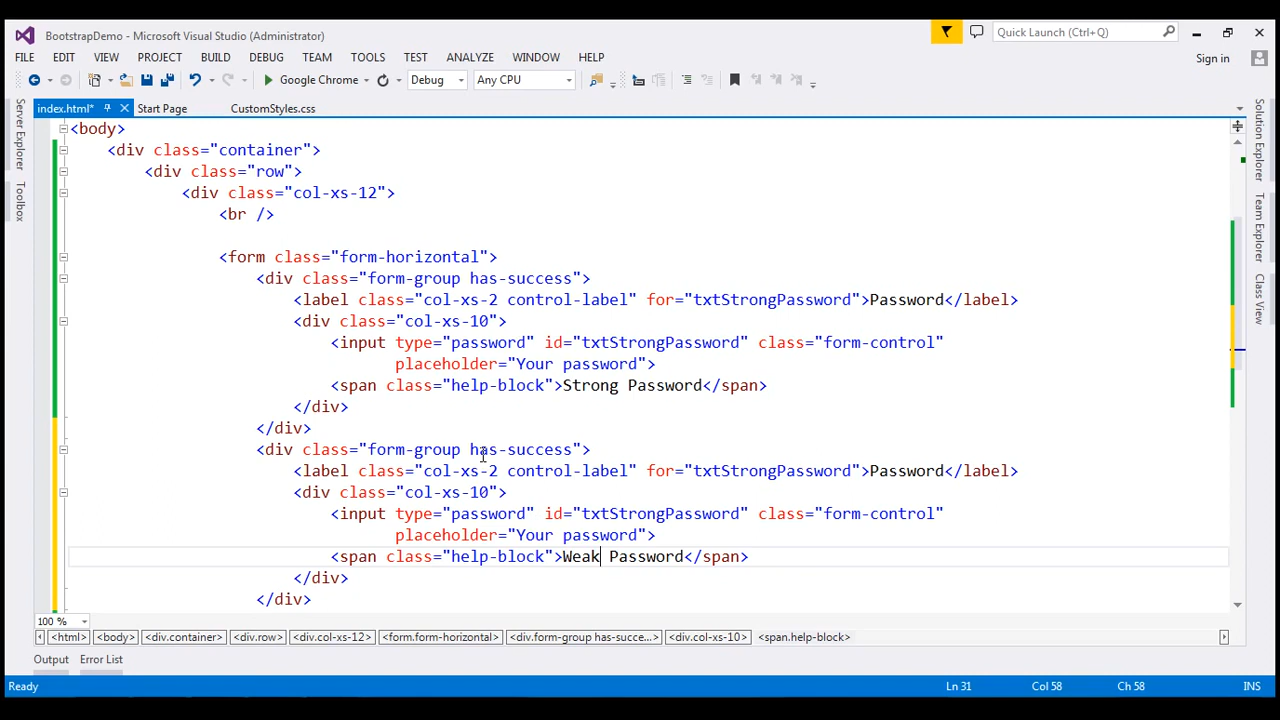 BootstrapDemo - Microsoft Visual Studio (Administrator)
Quick Launch (Ctrl+Q)
FILE EDIT VIEW PROJECT BUILD DEBUG TEAM TOOLS TEST ANALYZE WINDOW HELP
Sign in
Google Chrome Debug Any CPU
index.html* Start Page CustomStyles.css
Server Explorer
Toolbox
Solution Explorer
Team Explorer
Class View
<body>
<div class="container">
<div class="row">
<div class="col-xs-12">
<br />
<form class="form-horizontal">
<div class="form-group has-success">
<label class="col-xs-2 control-label" for="txtStrongPassword">Password</label>
<div class="col-xs-10">
<input type="password" id="txtStrongPassword" class="form-control"
placeholder="Your password">
<span class="help-block">Strong Password</span>
</div>
</div>
<div class="form-group has-success">
<label class="col-xs-2 control-label" for="txtStrongPassword">Password</label>
<div class="col-xs-10">
<input type="password" id="txtStrongPassword" class="form-control"
placeholder="Your password">
<span class="help-block">Weak Password</span>
</div>
</div>
100 %
<html> <body> <div.container> <div.row> <div.col-xs-12> <form.form-horizontal> <div.form-group has-succe...> <div.col-xs-10> <span.help-block>
Output Error List
Ready Ln 31 Col 58 Ch 58 INS